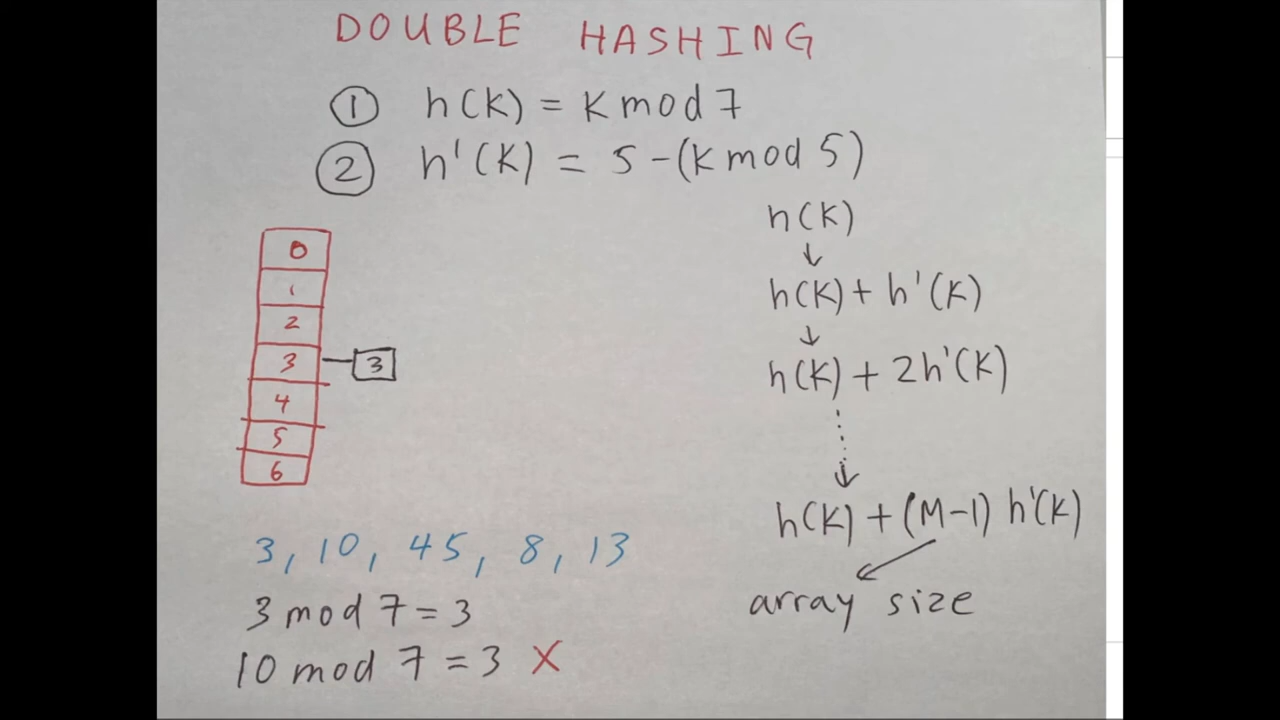 DOUBLE HASHING
① h(K) = K mod 7
② h'(K) = 5 - (K mod 5)
h(K)
↓
h(K) + h'(K)
↓
h(K) + 2h'(K)
h(K) + (M-1) h'(K)
array size
0
1
2
3 3
4
5
6
3, 10, 45, 8, 13
3 mod 7 = 3
10 mod 7 = 3 X